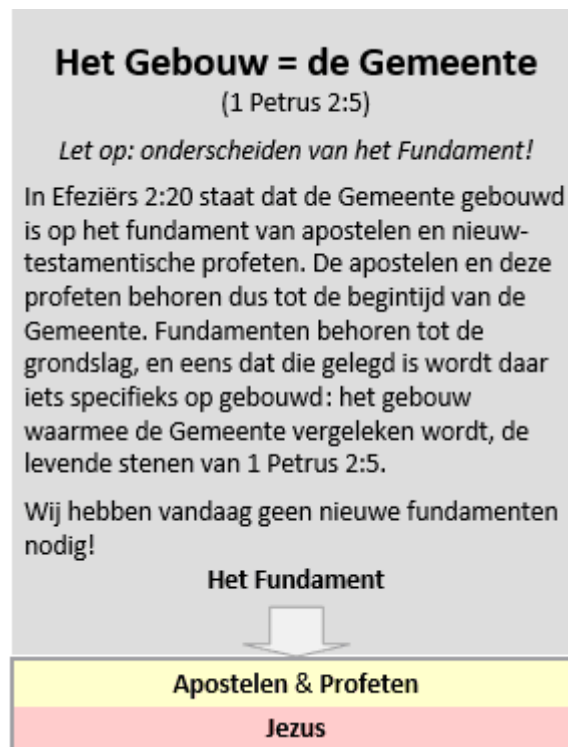 Het Gebouw = de Gemeente
(1 Petrus 2:5)
Let op: onderscheiden van het Fundament!
In Efeziërs 2:20 staat dat de Gemeente gebouwd
is op het fundament van apostelen en nieuw-
testamentische profeten. De apostelen en deze
profeten behoren dus tot de begintijd van de
Gemeente. Fundamenten behoren tot de
grondslag, en eens dat die gelegd is wordt daar
iets specifieks op gebouwd: het gebouw
waarmee de Gemeente vergeleken wordt, de
levende stenen van 1 Petrus 2:5.
Wij hebben vandaag geen nieuwe fundamenten
nodig!
Het Fundament
Apostelen & Profeten
Jezus